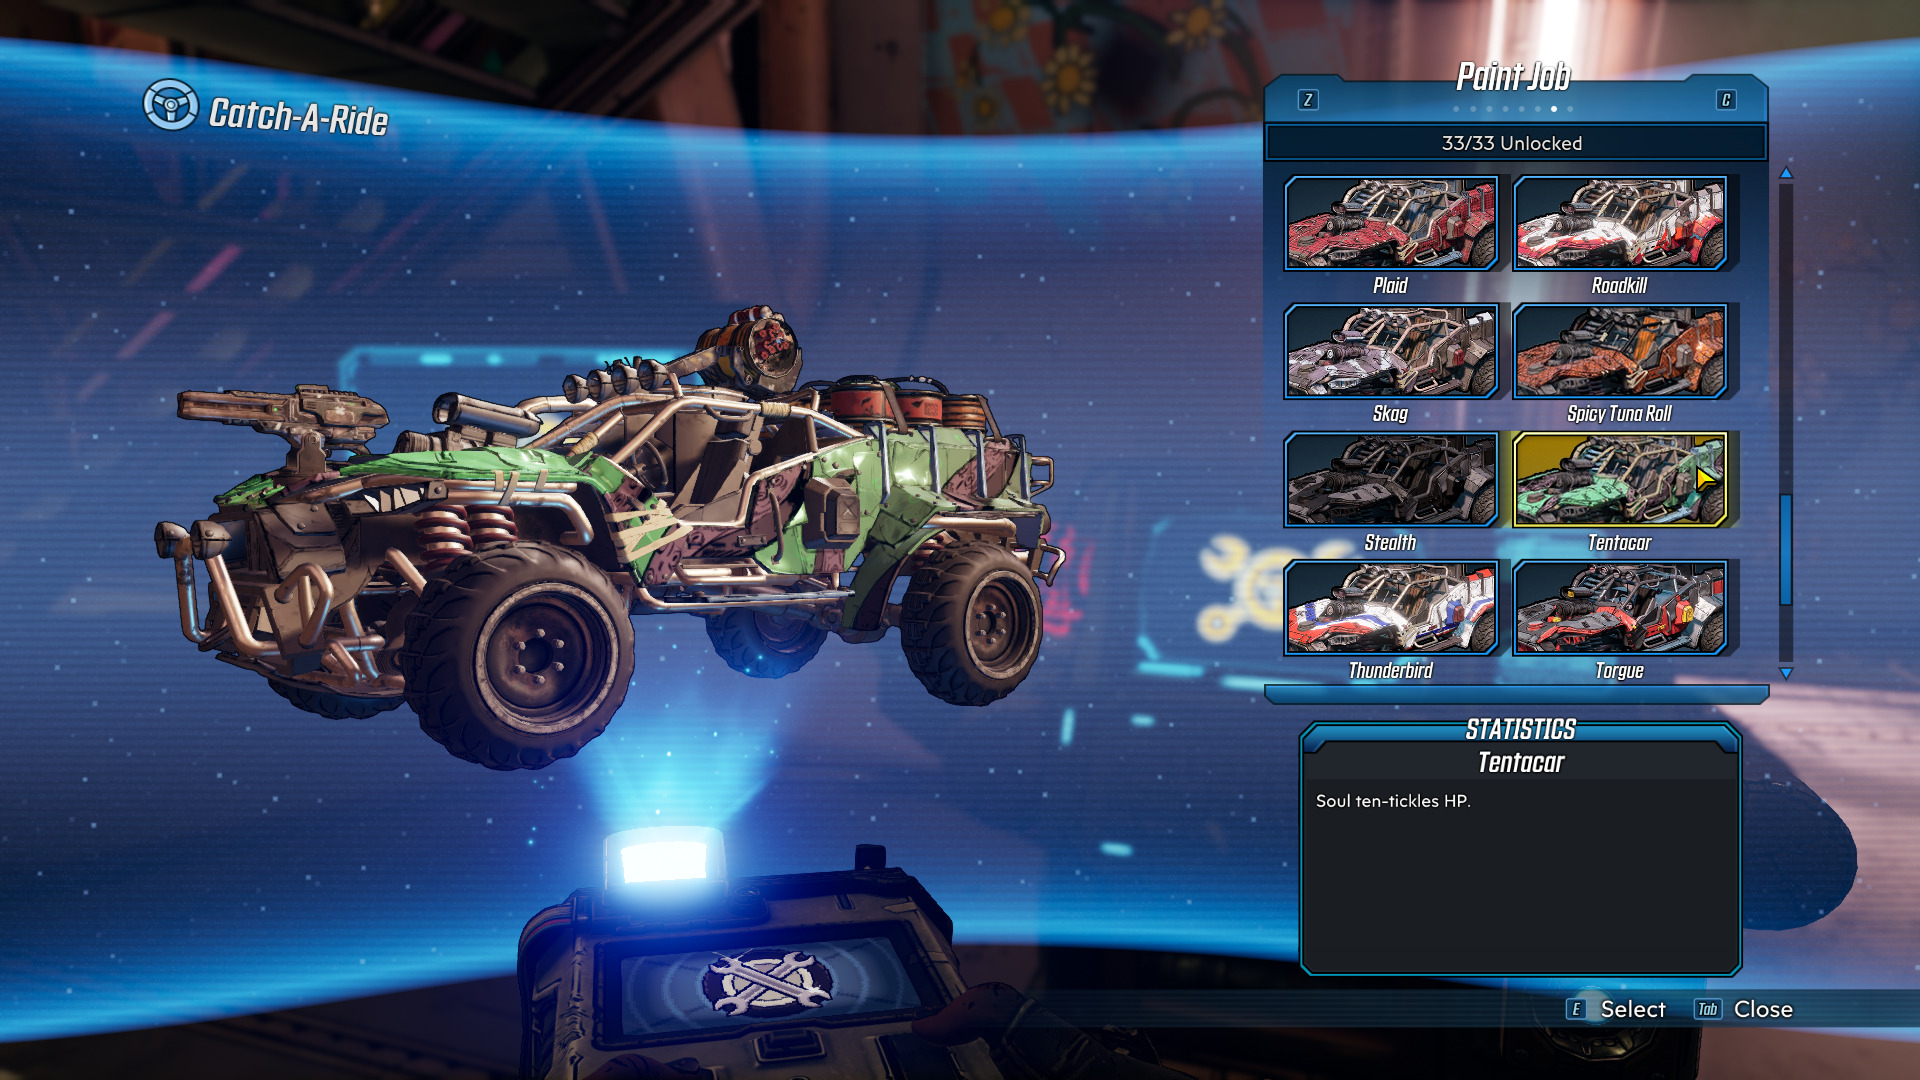 Catch-A-Ride
Paint Job
Z
C
33/33 Unlocked
Plaid
Roadkill
Skag
Spicy Tuna Roll
Stealth
Tentacar
Thunderbird
Torgue
STATISTICS
Tentacar
Soul ten-tickles HP.
E Select
Tab Close